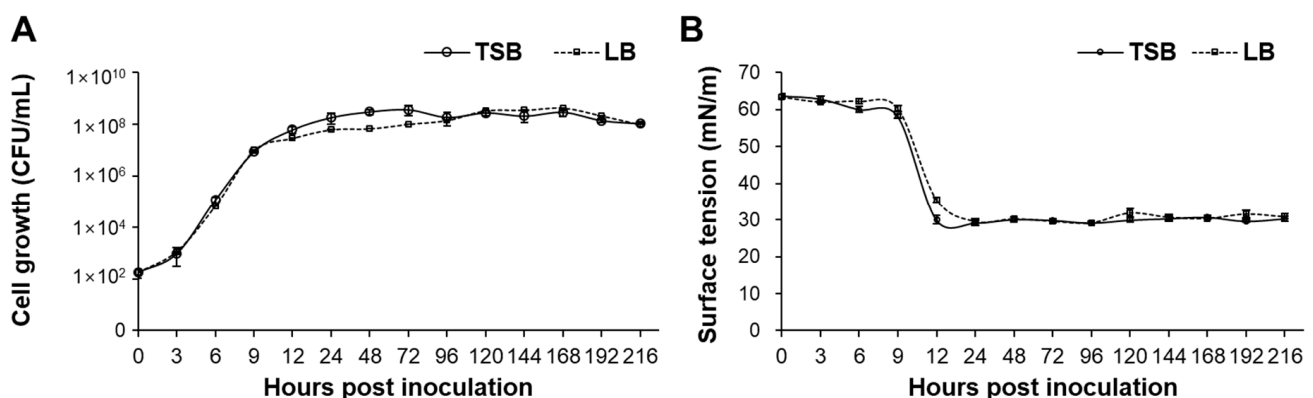 A
TSB LB
Cell growth (CFU/mL)
1×10¹⁰
1×10⁸
1×10⁶
1×10⁴
1×10²
0
0 3 6 9 12 24 48 72 96 120 144 168 192 216
Hours post inoculation
B
TSB LB
Surface tension (mN/m)
70
60
50
40
30
20
10
0
0 3 6 9 12 24 48 72 96 120 144 168 192 216
Hours post inoculation